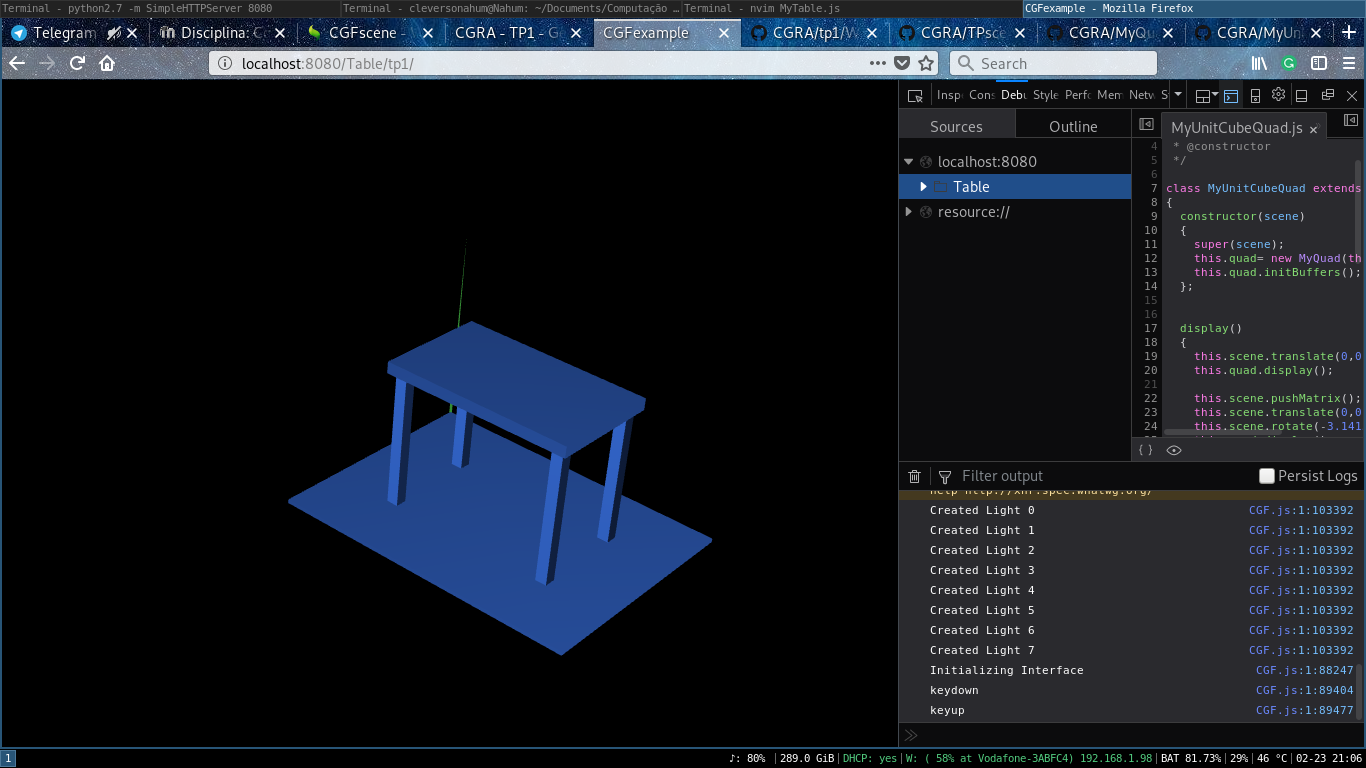 Terminal - python2.7 -m SimpleHTTPServer 8080
Terminal - cleversonahum@Nahum: ~/Documents/Computação …
Terminal - nvim MyTable.js
CGFexample - Mozilla Firefox
Telegram
Disciplina: C
CGFscene -
CGRA - TP1 - G
CGFexample
CGRA/tp1/W
CGRA/TPsce
CGRA/MyQu
CGRA/MyUni
localhost:8080/Table/tp1/
Search
Insp Cons Debu Style Perfo Mem Netw S
Sources
Outline
MyUnitCubeQuad.js ×
localhost:8080
Table
resource://
4 * @constructor
5 */
6
7 class MyUnitCubeQuad extends
8 {
9 constructor(scene)
10 {
11 super(scene);
12 this.quad= new MyQuad(th
13 this.quad.initBuffers();
14 };
15
16
17 display()
18 {
19 this.scene.translate(0,0
20 this.quad.display();
21
22 this.scene.pushMatrix();
23 this.scene.translate(0,0
24 this.scene.rotate(-3.141
{ }
Filter output
Persist Logs
help http://xhr.spec.whatwg.org/
Created Light 0 CGF.js:1:103392
Created Light 1 CGF.js:1:103392
Created Light 2 CGF.js:1:103392
Created Light 3 CGF.js:1:103392
Created Light 4 CGF.js:1:103392
Created Light 5 CGF.js:1:103392
Created Light 6 CGF.js:1:103392
Created Light 7 CGF.js:1:103392
Initializing Interface CGF.js:1:88247
keydown CGF.js:1:89404
keyup CGF.js:1:89477
1
♪: 80% |289.0 GiB|DHCP: yes|W: ( 58% at Vodafone-3ABFC4) 192.168.1.98|BAT 81.73%|29%|46 °C|02-23 21:06